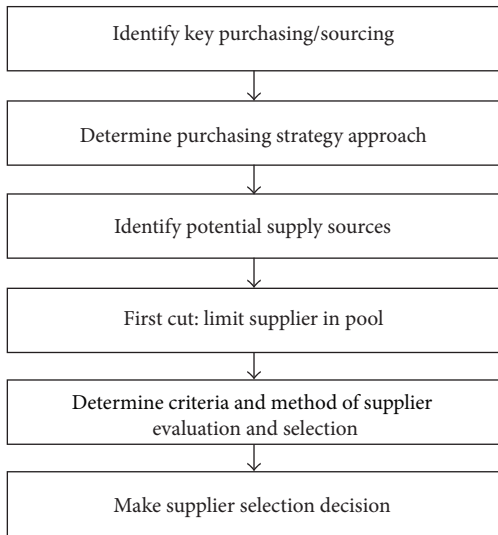 Identify key purchasing/sourcing
Determine purchasing strategy approach
Identify potential supply sources
First cut: limit supplier in pool
Determine criteria and method of supplier
evaluation and selection
Make supplier selection decision